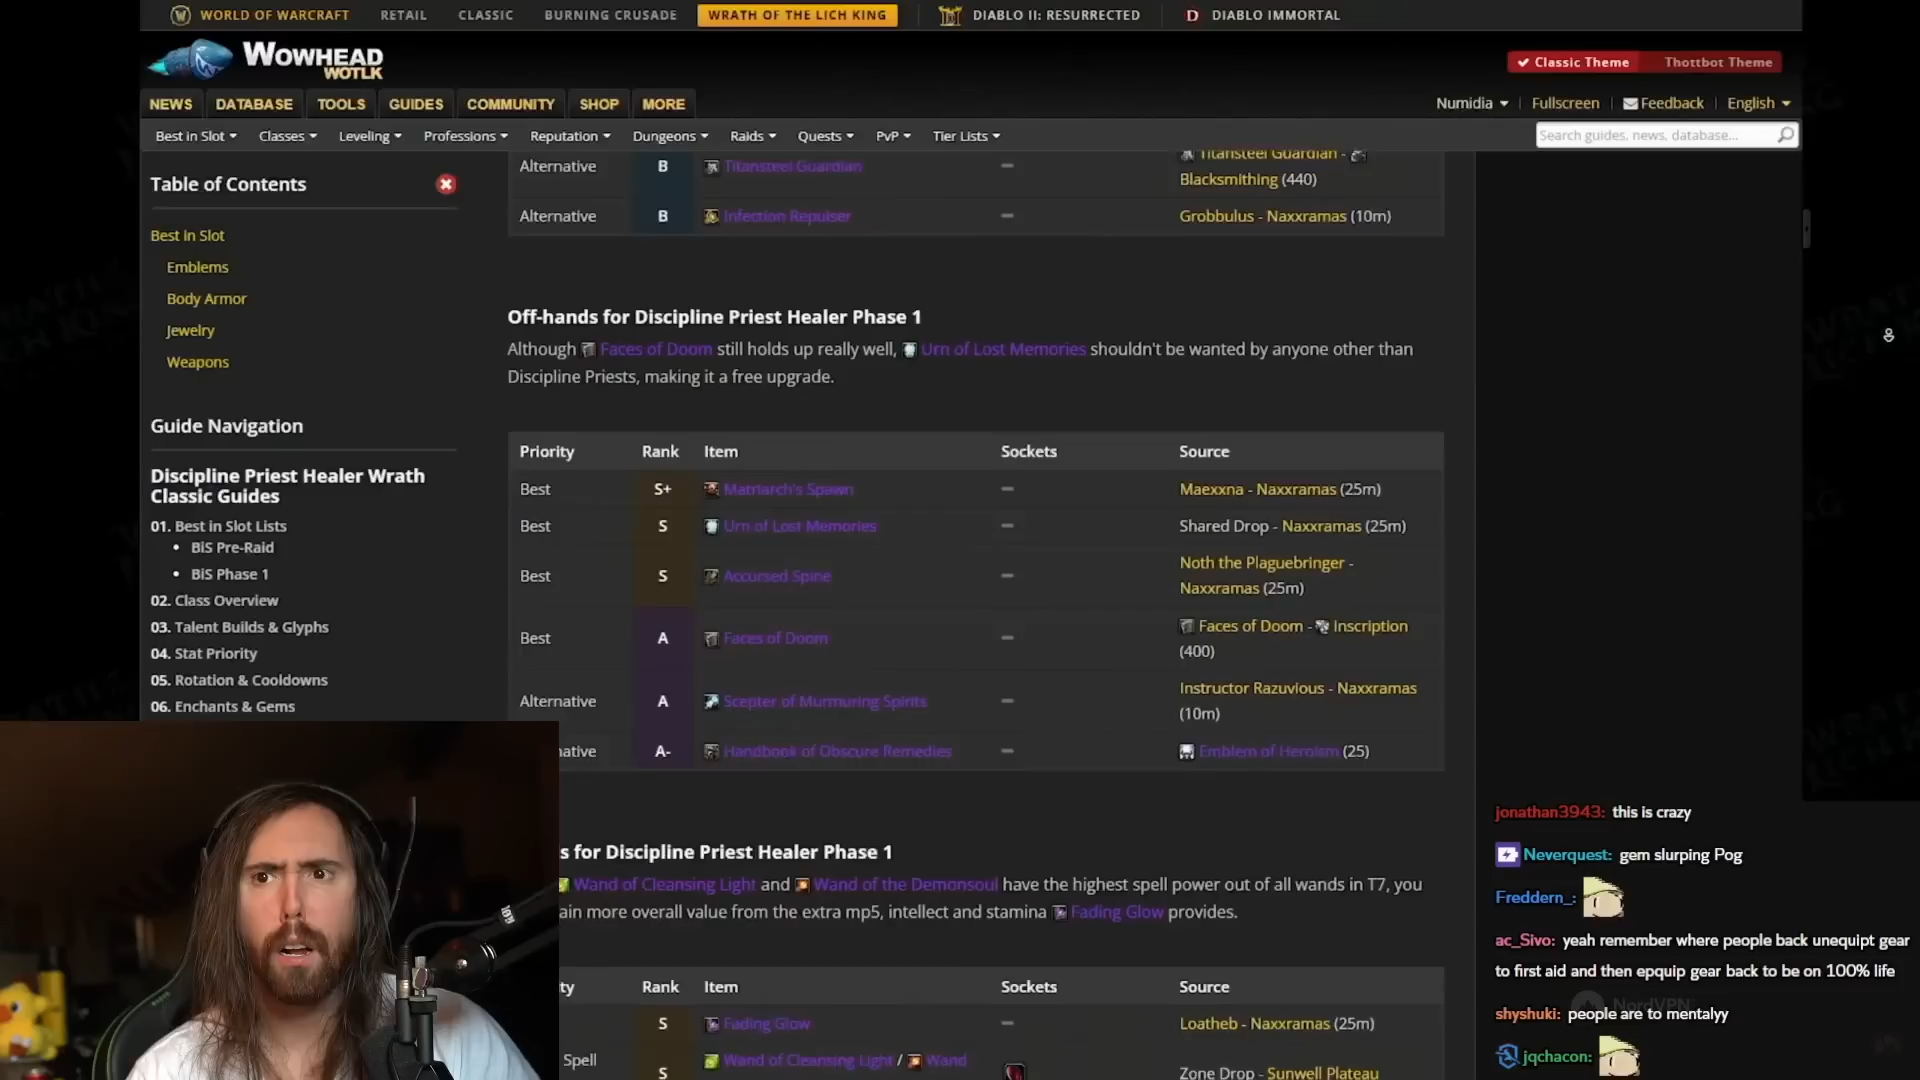 WORLD OF WARCRAFT RETAIL CLASSIC BURNING CRUSADE WRATH OF THE LICH KING DIABLO II: RESURRECTED DIABLO IMMORTAL
WOWHEAD
WOTLK
Classic Theme Thottbot Theme
NEWS DATABASE TOOLS GUIDES COMMUNITY SHOP MORE
Numidia Fullscreen Feedback English
Best in Slot Classes Leveling Professions Reputation Dungeons Raids Quests PvP Tier Lists
Search guides, news, database...
Table of Contents
Best in Slot
Emblems
Body Armor
Jewelry
Weapons
Guide Navigation
Discipline Priest Healer Wrath
Classic Guides
01. Best in Slot Lists
• BiS Pre-Raid
• BiS Phase 1
02. Class Overview
03. Talent Builds & Glyphs
04. Stat Priority
05. Rotation & Cooldowns
06. Enchants & Gems
Alternative B Titansteel Guardian — Titansteel Guardian -
Blacksmithing (440)
Alternative B Infection Repulser — Grobbulus - Naxxramas (10m)
Off-hands for Discipline Priest Healer Phase 1
Although Faces of Doom still holds up really well, Urn of Lost Memories shouldn't be wanted by anyone other than
Discipline Priests, making it a free upgrade.
Priority Rank Item Sockets Source
Best S+ Matriarch's Spawn — Maexxna - Naxxramas (25m)
Best S Urn of Lost Memories — Shared Drop - Naxxramas (25m)
Best S Accursed Spine — Noth the Plaguebringer -
Naxxramas (25m)
Best A Faces of Doom — Faces of Doom - Inscription
(400)
Alternative A Scepter of Murmuring Spirits — Instructor Razuvious - Naxxramas
(10m)
native A- Handbook of Obscure Remedies — Emblem of Heroism (25)
s for Discipline Priest Healer Phase 1
Wand of Cleansing Light and Wand of the Demonsoul have the highest spell power out of all wands in T7, you
ain more overall value from the extra mp5, intellect and stamina Fading Glow provides.
ty Rank Item Sockets Source
S Fading Glow — Loatheb - Naxxramas (25m)
Spell S Wand of Cleansing Light / Wand Zone Drop - Sunwell Plateau
jonathan3943: this is crazy
Neverquest: gem slurping Pog
Freddern_:
ac_Sivo: yeah remember where people back unequipt gear
to first aid and then epquip gear back to be on 100% life
NordVPN
shyshuki: people are to mentalyy
jqchacon: